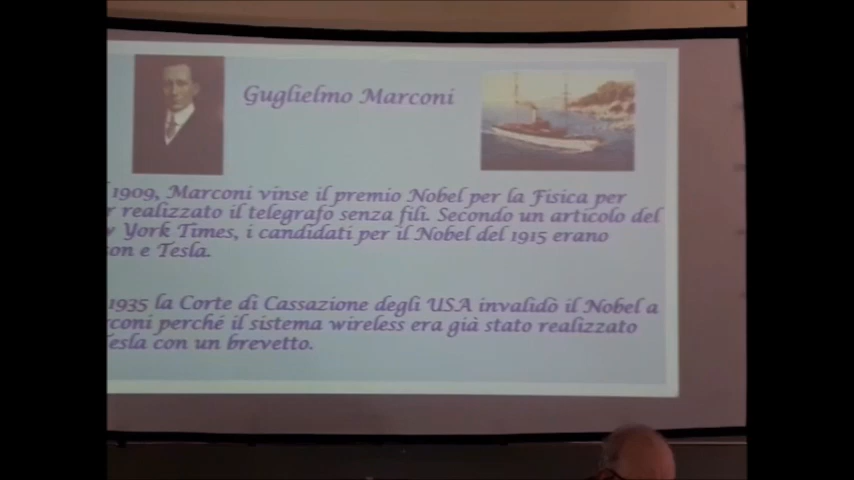 Guglielmo Marconi
1909, Marconi vinse il premio Nobel per la Fisica per
r realizzato il telegrafo senza fili. Secondo un articolo del
York Times, i candidati per il Nobel del 1915 erano
son e Tesla.
1935 la Corte di Cassazione degli USA invalidò il Nobel a
rconi perché il sistema wireless era già stato realizzato
esla con un brevetto.